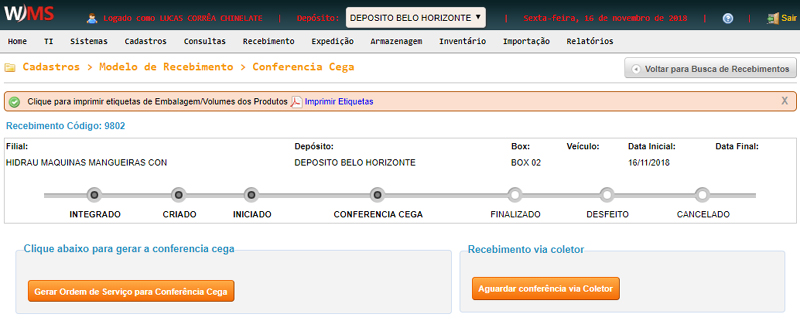 WMS Logado como LUCAS CORRÊA CHIMELATE | Depósito: DEPOSITO BELO HORIZONTE | Sexta-feira, 16 de novembro de 2018 | | Sair
Home TI Sistemas Cadastros Consultas Recebimento Expedição Armazenagem Inventário Importação Relatórios
Cadastros > Modelo de Recebimento > Conferencia Cega Voltar para Busca de Recebimentos
Clique para imprimir etiquetas de Embalagem/Volumes dos Produtos Imprimir Etiquetas X
Recebimento Código: 9802
Filial: Depósito: Box: Veículo: Data Inicial: Data Final:
HIDRAU MAQUINAS MANGUEIRAS CON DEPOSITO BELO HORIZONTE BOX 02 16/11/2018
INTEGRADO CRIADO INICIADO CONFERENCIA CEGA FINALIZADO DESFEITO CANCELADO
Clique abaixo para gerar a conferencia cega Recebimento via coletor
Gerar Ordem de Serviço para Conferência Cega Aguardar conferência via Coletor